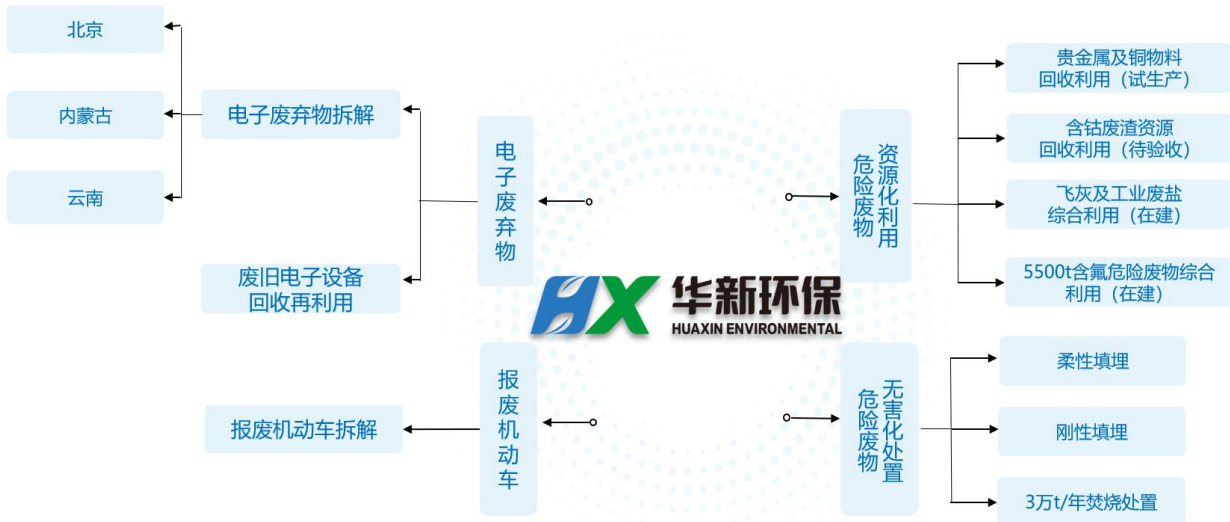 北京
内蒙古
云南
电子废弃物拆解
废旧电子设备
回收再利用
电子废弃物
报废机动车拆解
报废机动车
华新环保
HUAXIN ENVIRONMENTAL
危险废物
资源化利用
贵金属及铜物料
回收利用（试生产）
含钴废渣资源
回收利用（待验收）
飞灰及工业废盐
综合利用（在建）
5500t含氟危险废物综合
利用（在建）
危险废物
无害化处置
柔性填埋
刚性填埋
3万t/年焚烧处置